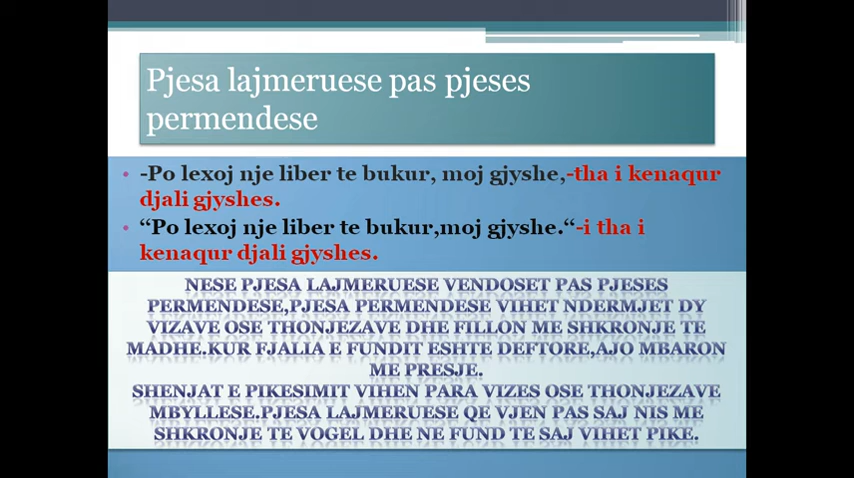 Pjesa lajmeruese pas pjeses
permendese
• -Po lexoj nje liber te bukur, moj gjyshe,-tha i kenaqur
djali gjyshes.
• “Po lexoj nje liber te bukur,moj gjyshe.“-i tha i
kenaqur djali gjyshes.
NESE PJESA LAJMERUESE VENDOSET PAS PJESES
PERMENDESE,PJESA PERMENDESE VIHET NDERMJET DY
VIZAVE OSE THONJEZAVE DHE FILLON ME SHKRONJE TE
MADHE.KUR FJALIA E FUNDIT ESHTE DEFTORE,AJO MBARON
ME PRESJE.
SHENJAT E PIKESIMIT VIHEN PARA VIZES OSE THONJEZAVE
MBYLLESE.PJESA LAJMERUESE QE VJEN PAS SAJ NIS ME
SHKRONJE TE VOGEL DHE NE FUND TE SAJ VIHET PIKE.